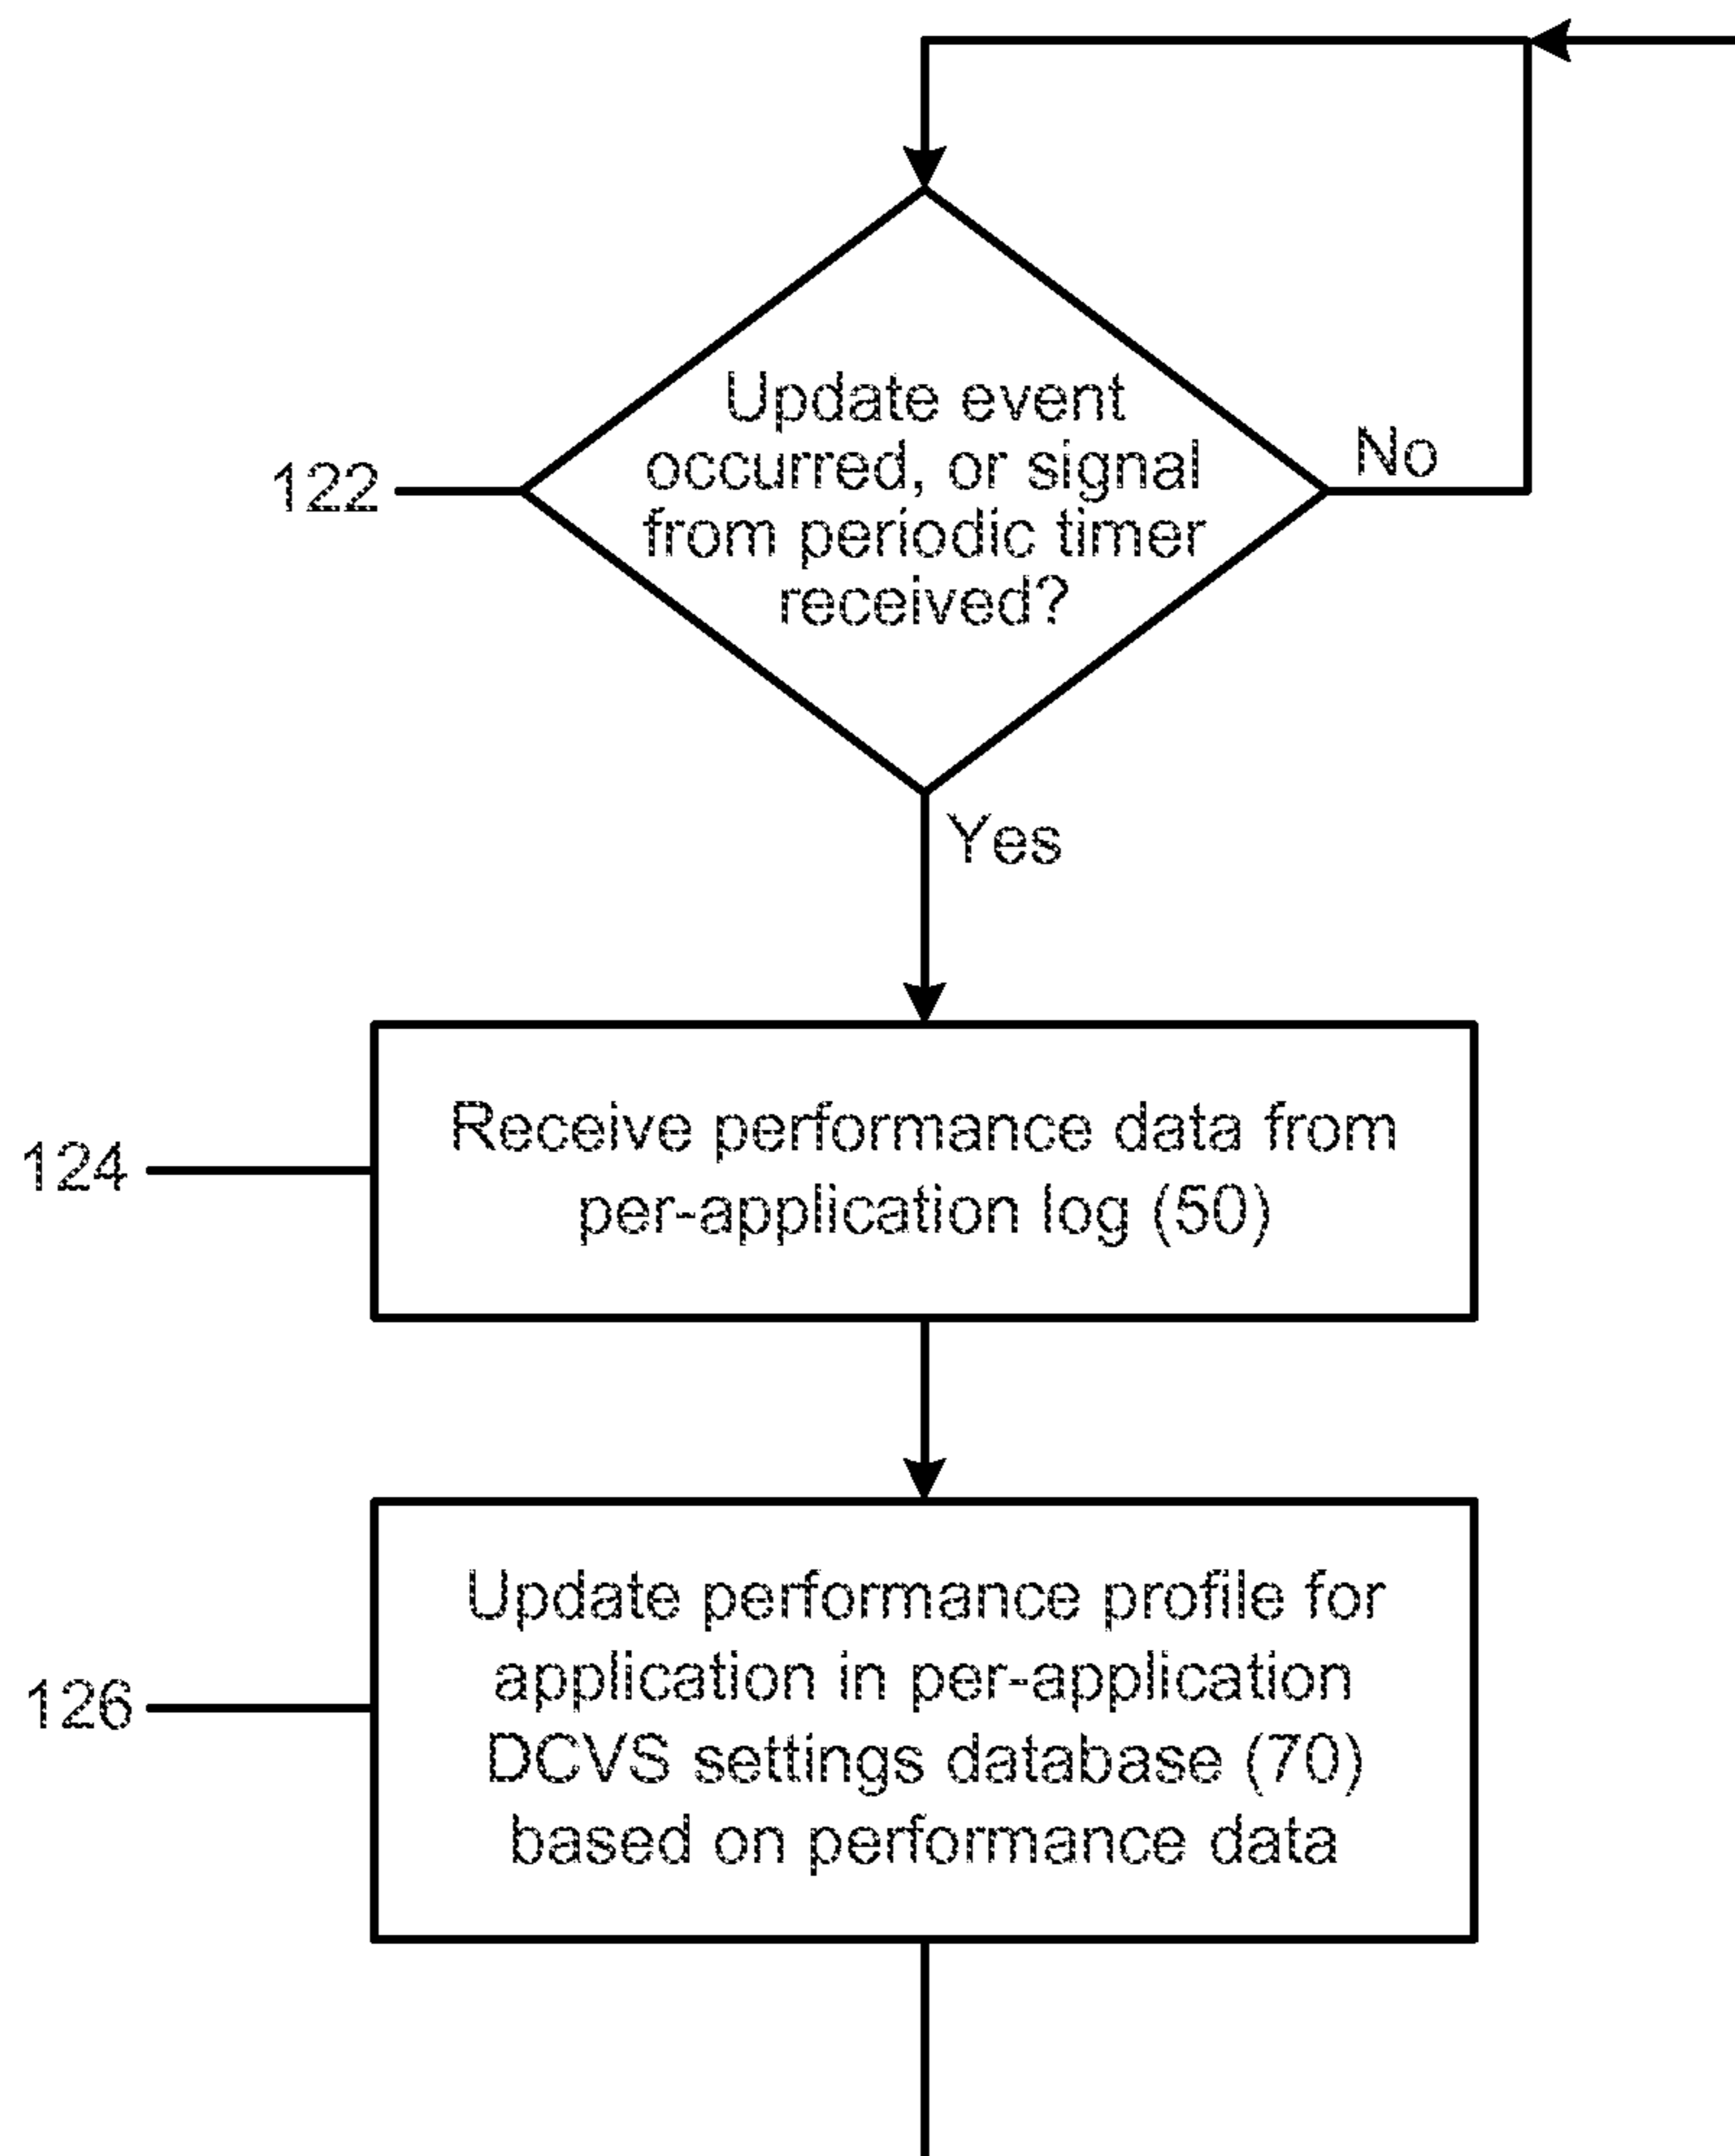 Update event
occurred, or signal
from periodic timer
received?
No
122
Yes
Receive performance data from
per-application log (50)
124
Update performance profile for
application in per-application
DCVS settings database (70)
based on performance data
126